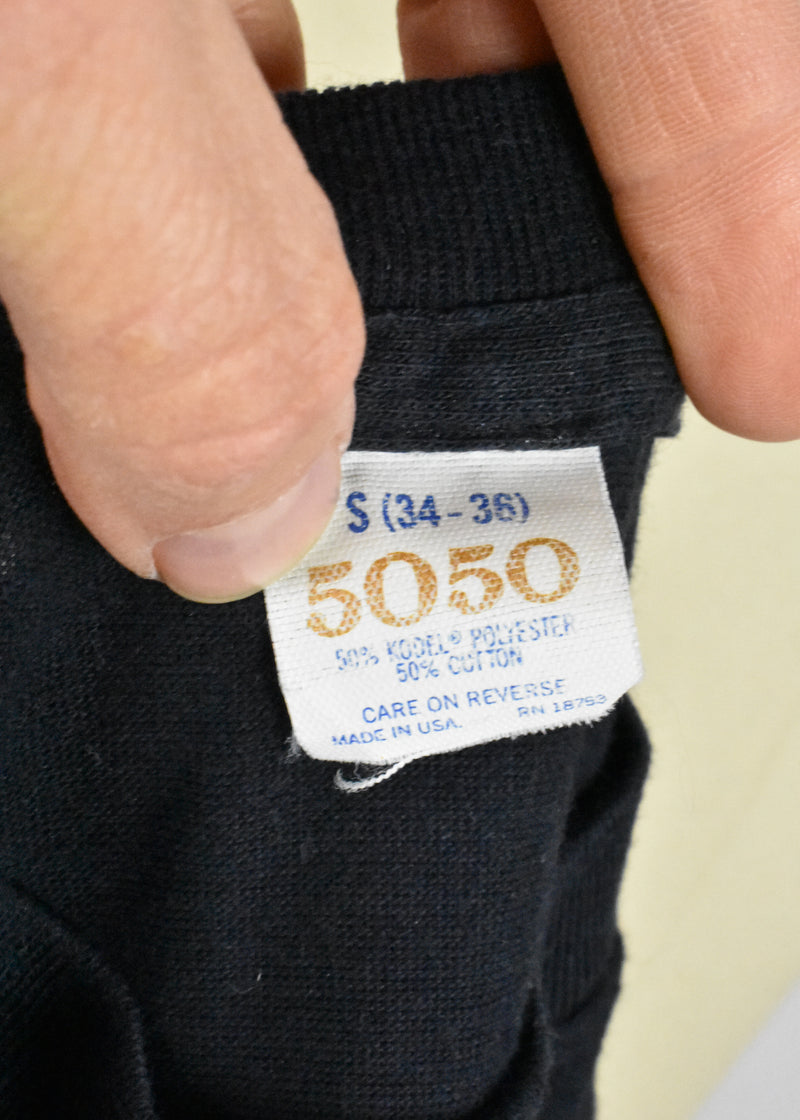 S (34-36)
5050
50% KODEL® POLYESTER
50% COTTON
CARE ON REVERSE
MADE IN USA. RN 18753